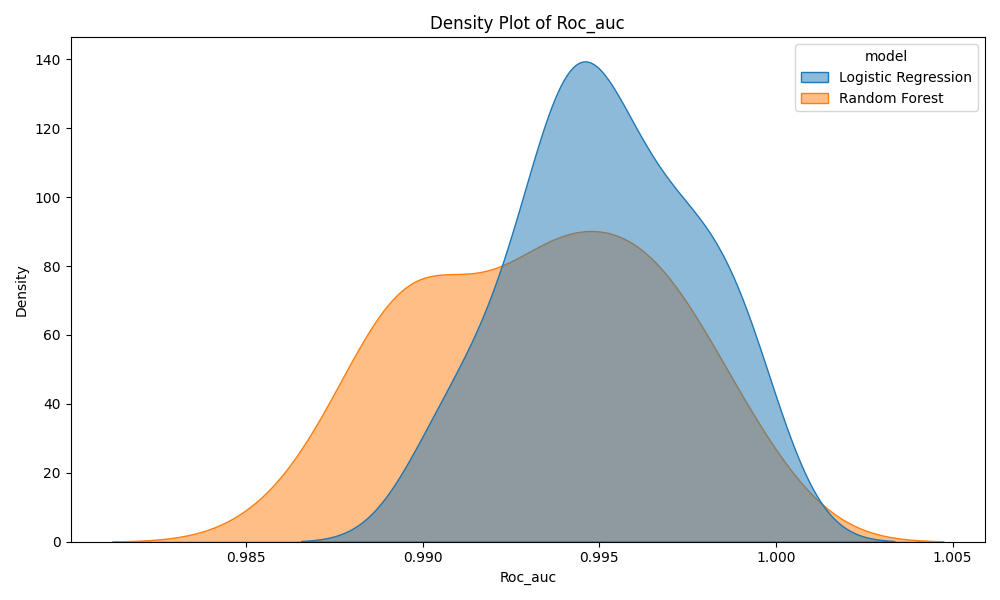 Density Plot of Roc_auc
model
Logistic Regression
Random Forest
Density
140
120
100
80
60
40
20
0
0.985
0.990
0.995
1.000
1.005
Roc_auc